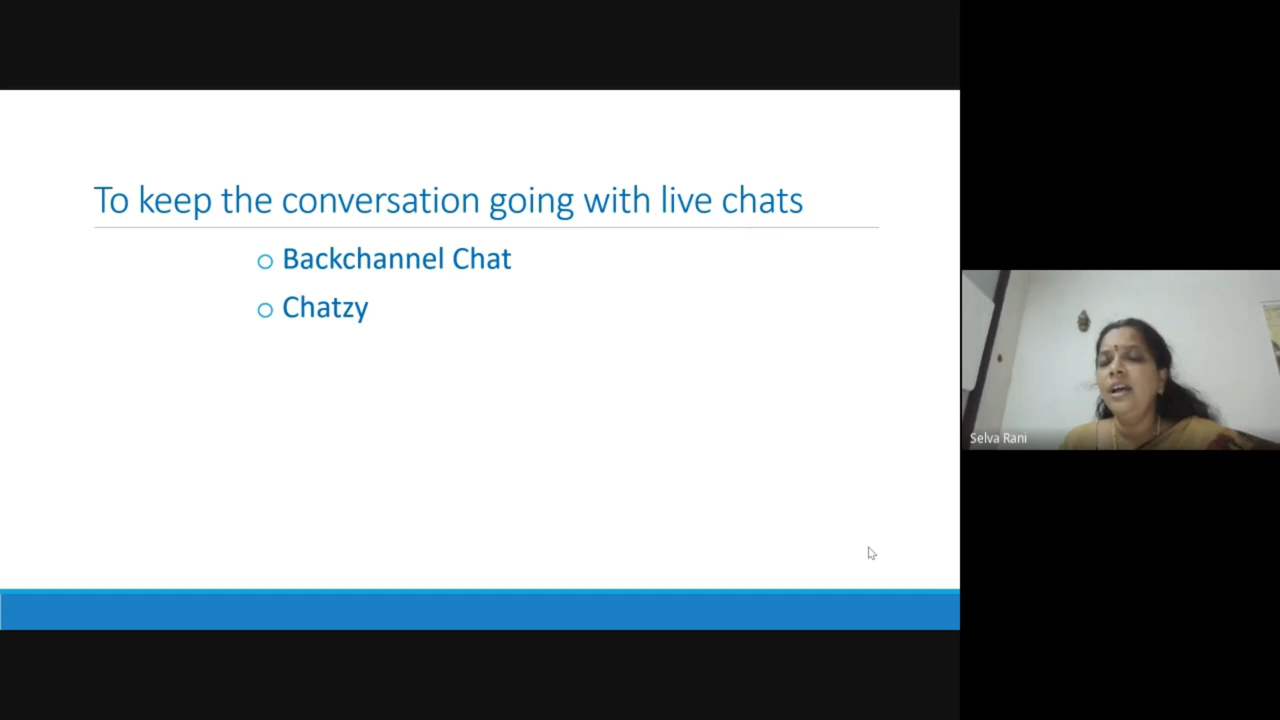 To keep the conversation going with live chats
Backchannel Chat
Chatzy
Selva Rani